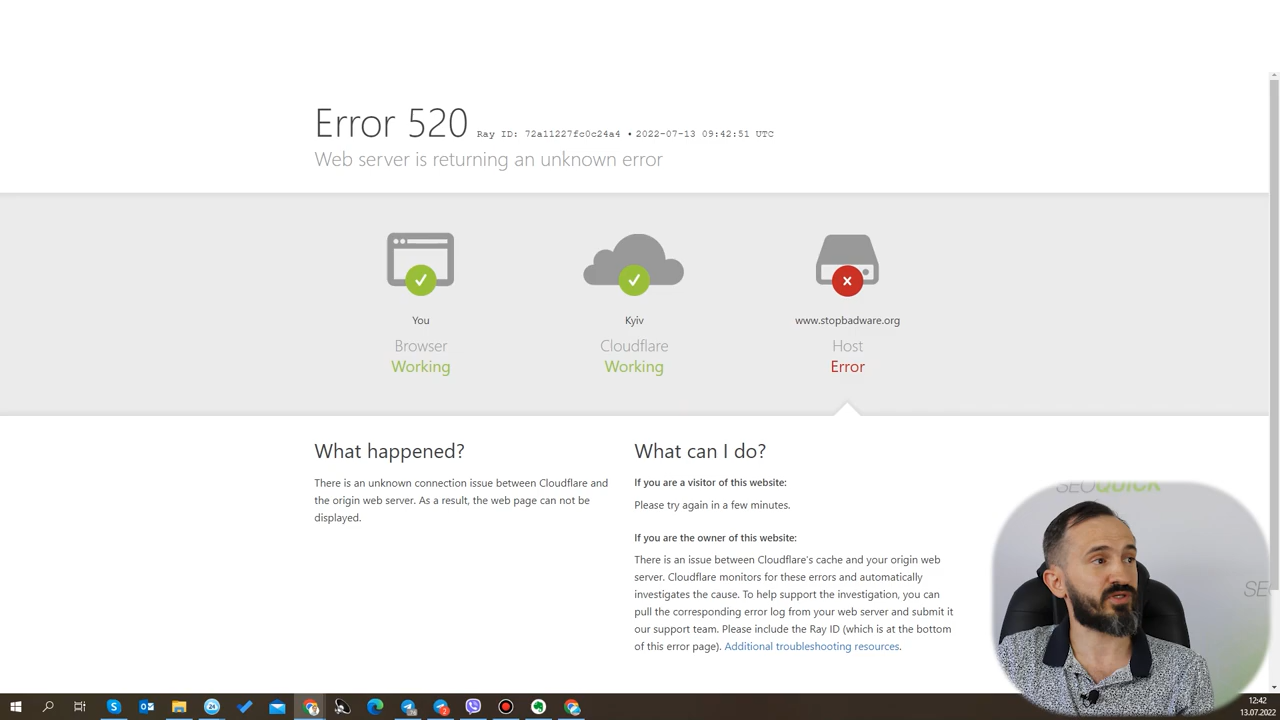 Error 520 Ray ID: 72a11227fc0c24a4 • 2022-07-13 09:42:51 UTC
Web server is returning an unknown error
You
Browser
Working
Kyiv
Cloudflare
Working
www.stopbadware.org
Host
Error
What happened?
There is an unknown connection issue between Cloudflare and
the origin web server. As a result, the web page can not be
displayed.
What can I do?
If you are a visitor of this website:
Please try again in a few minutes.
If you are the owner of this website:
There is an issue between Cloudflare's cache and your origin web
server. Cloudflare monitors for these errors and automatically
investigates the cause. To help support the investigation, you can
pull the corresponding error log from your web server and submit it
our support team. Please include the Ray ID (which is at the bottom
of this error page). Additional troubleshooting resources.
SEOQUICK
SE
24
12:42
13.07.2022